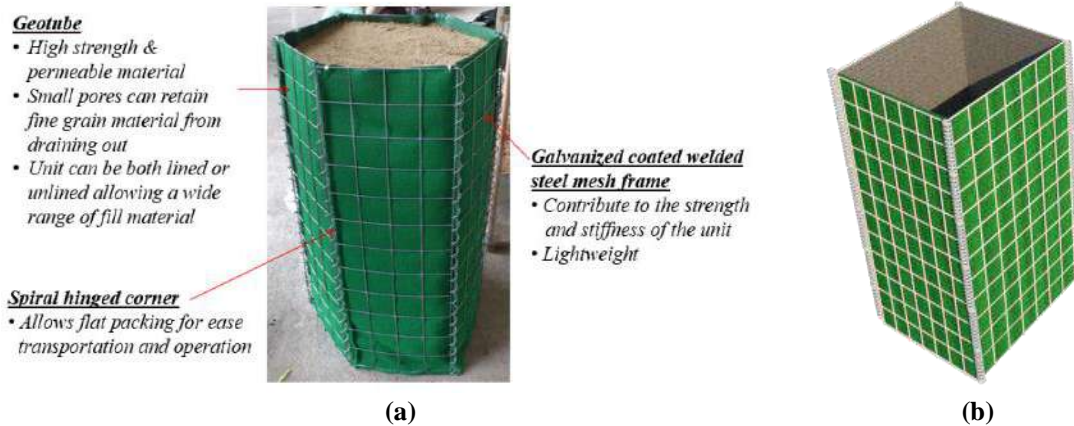 Geotube
• High strength &
permeable material
• Small pores can retain
fine grain material from
draining out
• Unit can be both lined or
unlined allowing a wide
range of fill material
Spiral hinged corner
• Allows flat packing for ease
transportation and operation
Galvanized coated welded
steel mesh frame
• Contribute to the strength
and stiffness of the unit
• Lightweight
(a)
(b)